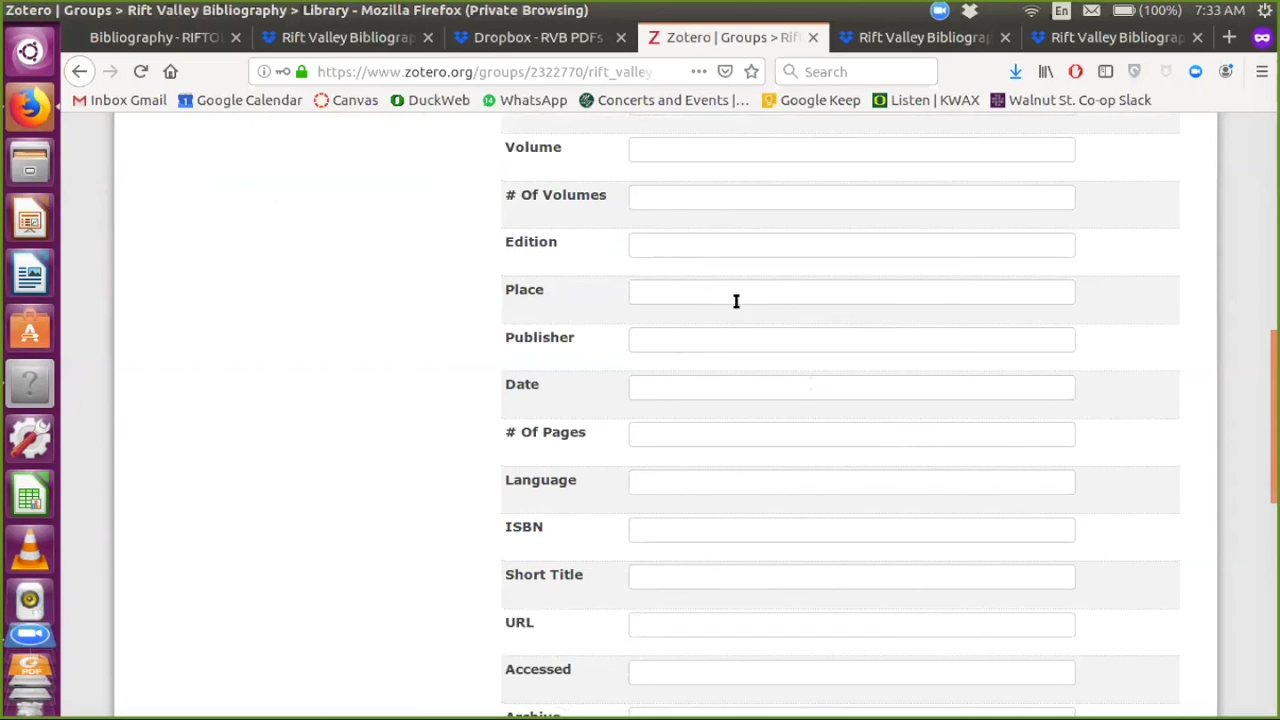 Zotero | Groups > Rift Valley Bibliography > Library - Mozilla Firefox (Private Browsing)
En
(100%)
7:33 AM
Bibliography - RIFTO
Rift Valley Bibliograp
Dropbox - RVB PDFs
Zotero | Groups > Rift
Rift Valley Bibliograp
Rift Valley Bibliograp
https://www.zotero.org/groups/2322770/rift_valley
Search
Inbox Gmail
Google Calendar
Canvas
DuckWeb
WhatsApp
Concerts and Events |...
Google Keep
Listen | KWAX
Walnut St. Co-op Slack
Volume
# Of Volumes
Edition
Place
Publisher
Date
# Of Pages
Language
ISBN
Short Title
URL
Accessed
Archive
PDF